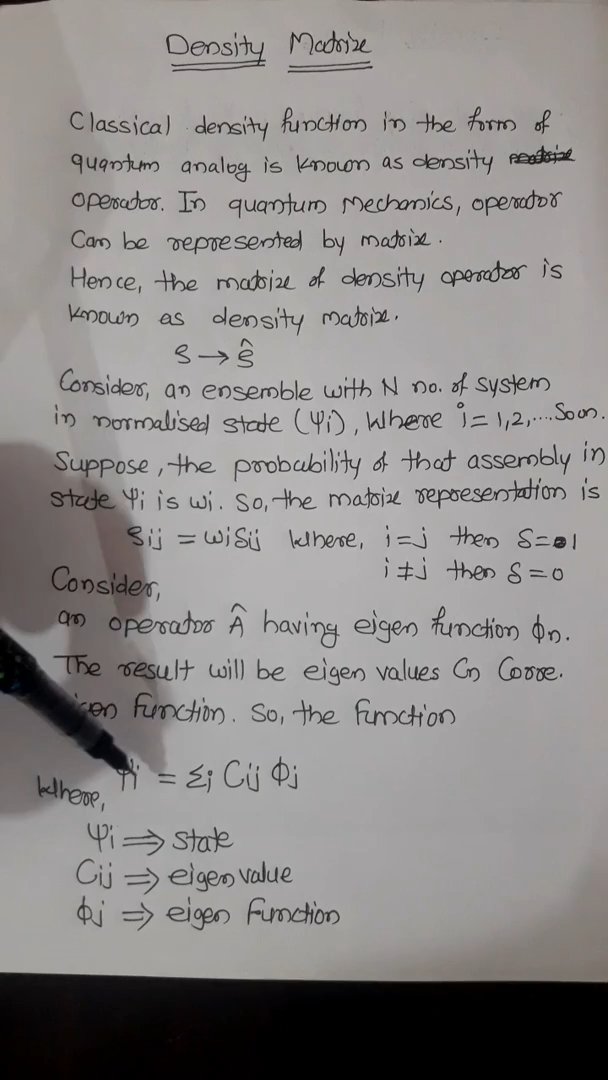 Density Matrix
Classical density function in the form of
quantum analog is known as density
operator. In quantum Mechanics, operator
Can be represented by matrix.
Hence, the matrix of density operator is
known as density matrix.
ρ → ρ̂
Consider, an ensemble with N no. of system
in normalised state (Ψi), Where i = 1,2,....Soon.
Suppose, the probability of that assembly in
state Ψi is wi. So, the matrix representation is
ρij = wiδij Where, i=j then δ=1
i≠j then δ=0
Consider,
an operator Â having eigen function Φn.
The result will be eigen values Cn Corre.
function. So, the function
Ψi = Σj Cij Φj
Where,
Ψi ⇒ state
Cij ⇒ eigen value
Φj ⇒ eigen function